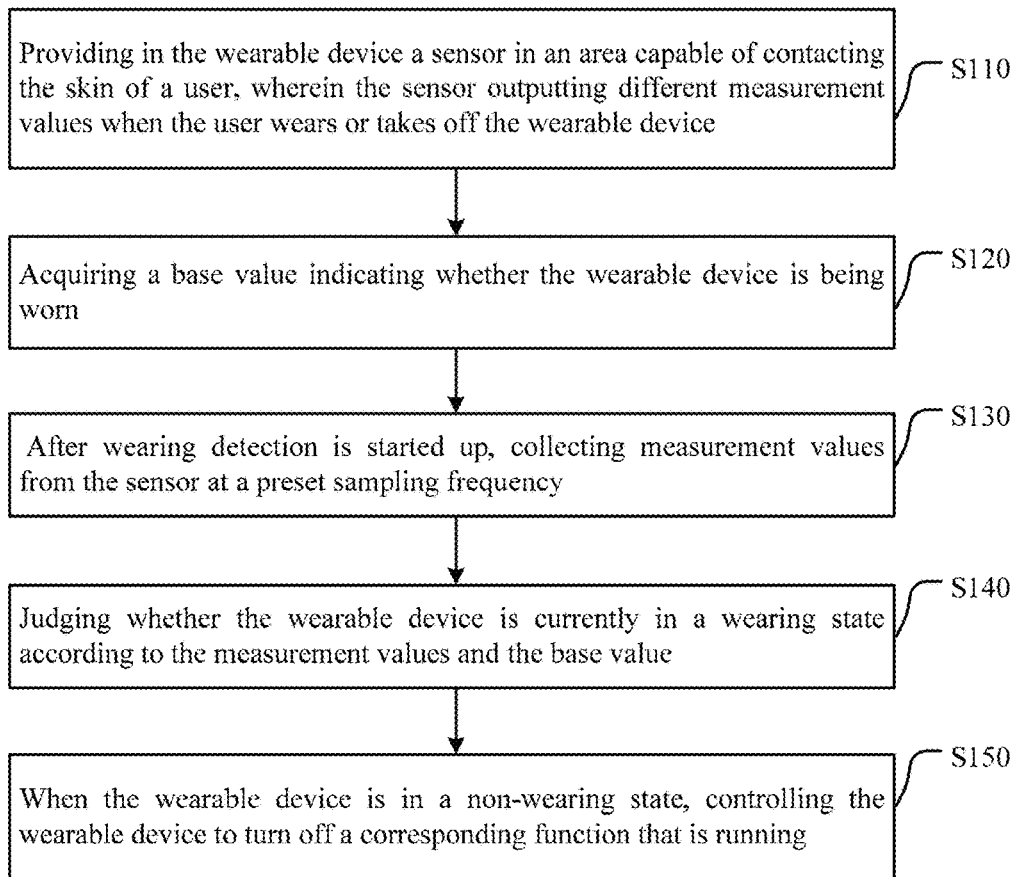 Providing in the wearable device a sensor in an area capable of contacting
the skin of a user, wherein the sensor outputting different measurement
values when the user wears or takes off the wearable device
S110
Acquiring a base value indicating whether the wearable device is being
worn
S120
After wearing detection is started up, collecting measurement values
from the sensor at a preset sampling frequency
S130
Judging whether the wearable device is currently in a wearing state
according to the measurement values and the base value
S140
When the wearable device is in a non-wearing state, controlling the
wearable device to turn off a corresponding function that is running
S150